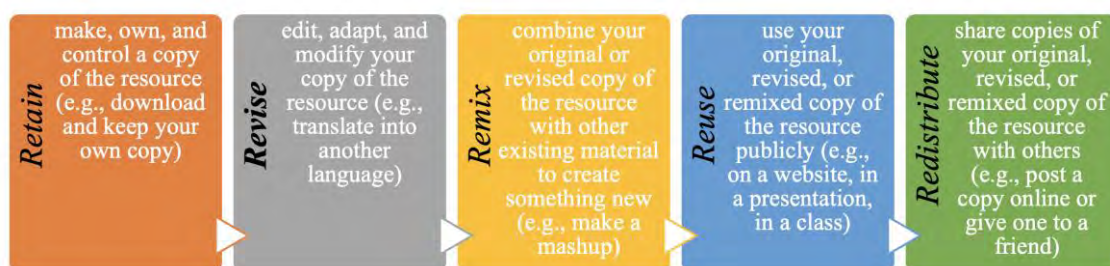 Retain
make, own, and
control a copy
of the resource
(e.g., download
and keep your
own copy)
Revise
edit, adapt, and
modify your
copy of the
resource (e.g.,
translate into
another
language)
Remix
combine your
original or
revised copy of
the resource
with other
existing material
to create
something new
(e.g., make a
mashup)
Reuse
use your
original,
revised, or
remixed copy of
the resource
publicly (e.g.,
on a website, in
a presentation,
in a class)
Redistribute
share copies of
your original,
revised, or
remixed copy of
the resource
with others
(e.g., post a
copy online or
give one to a
friend)